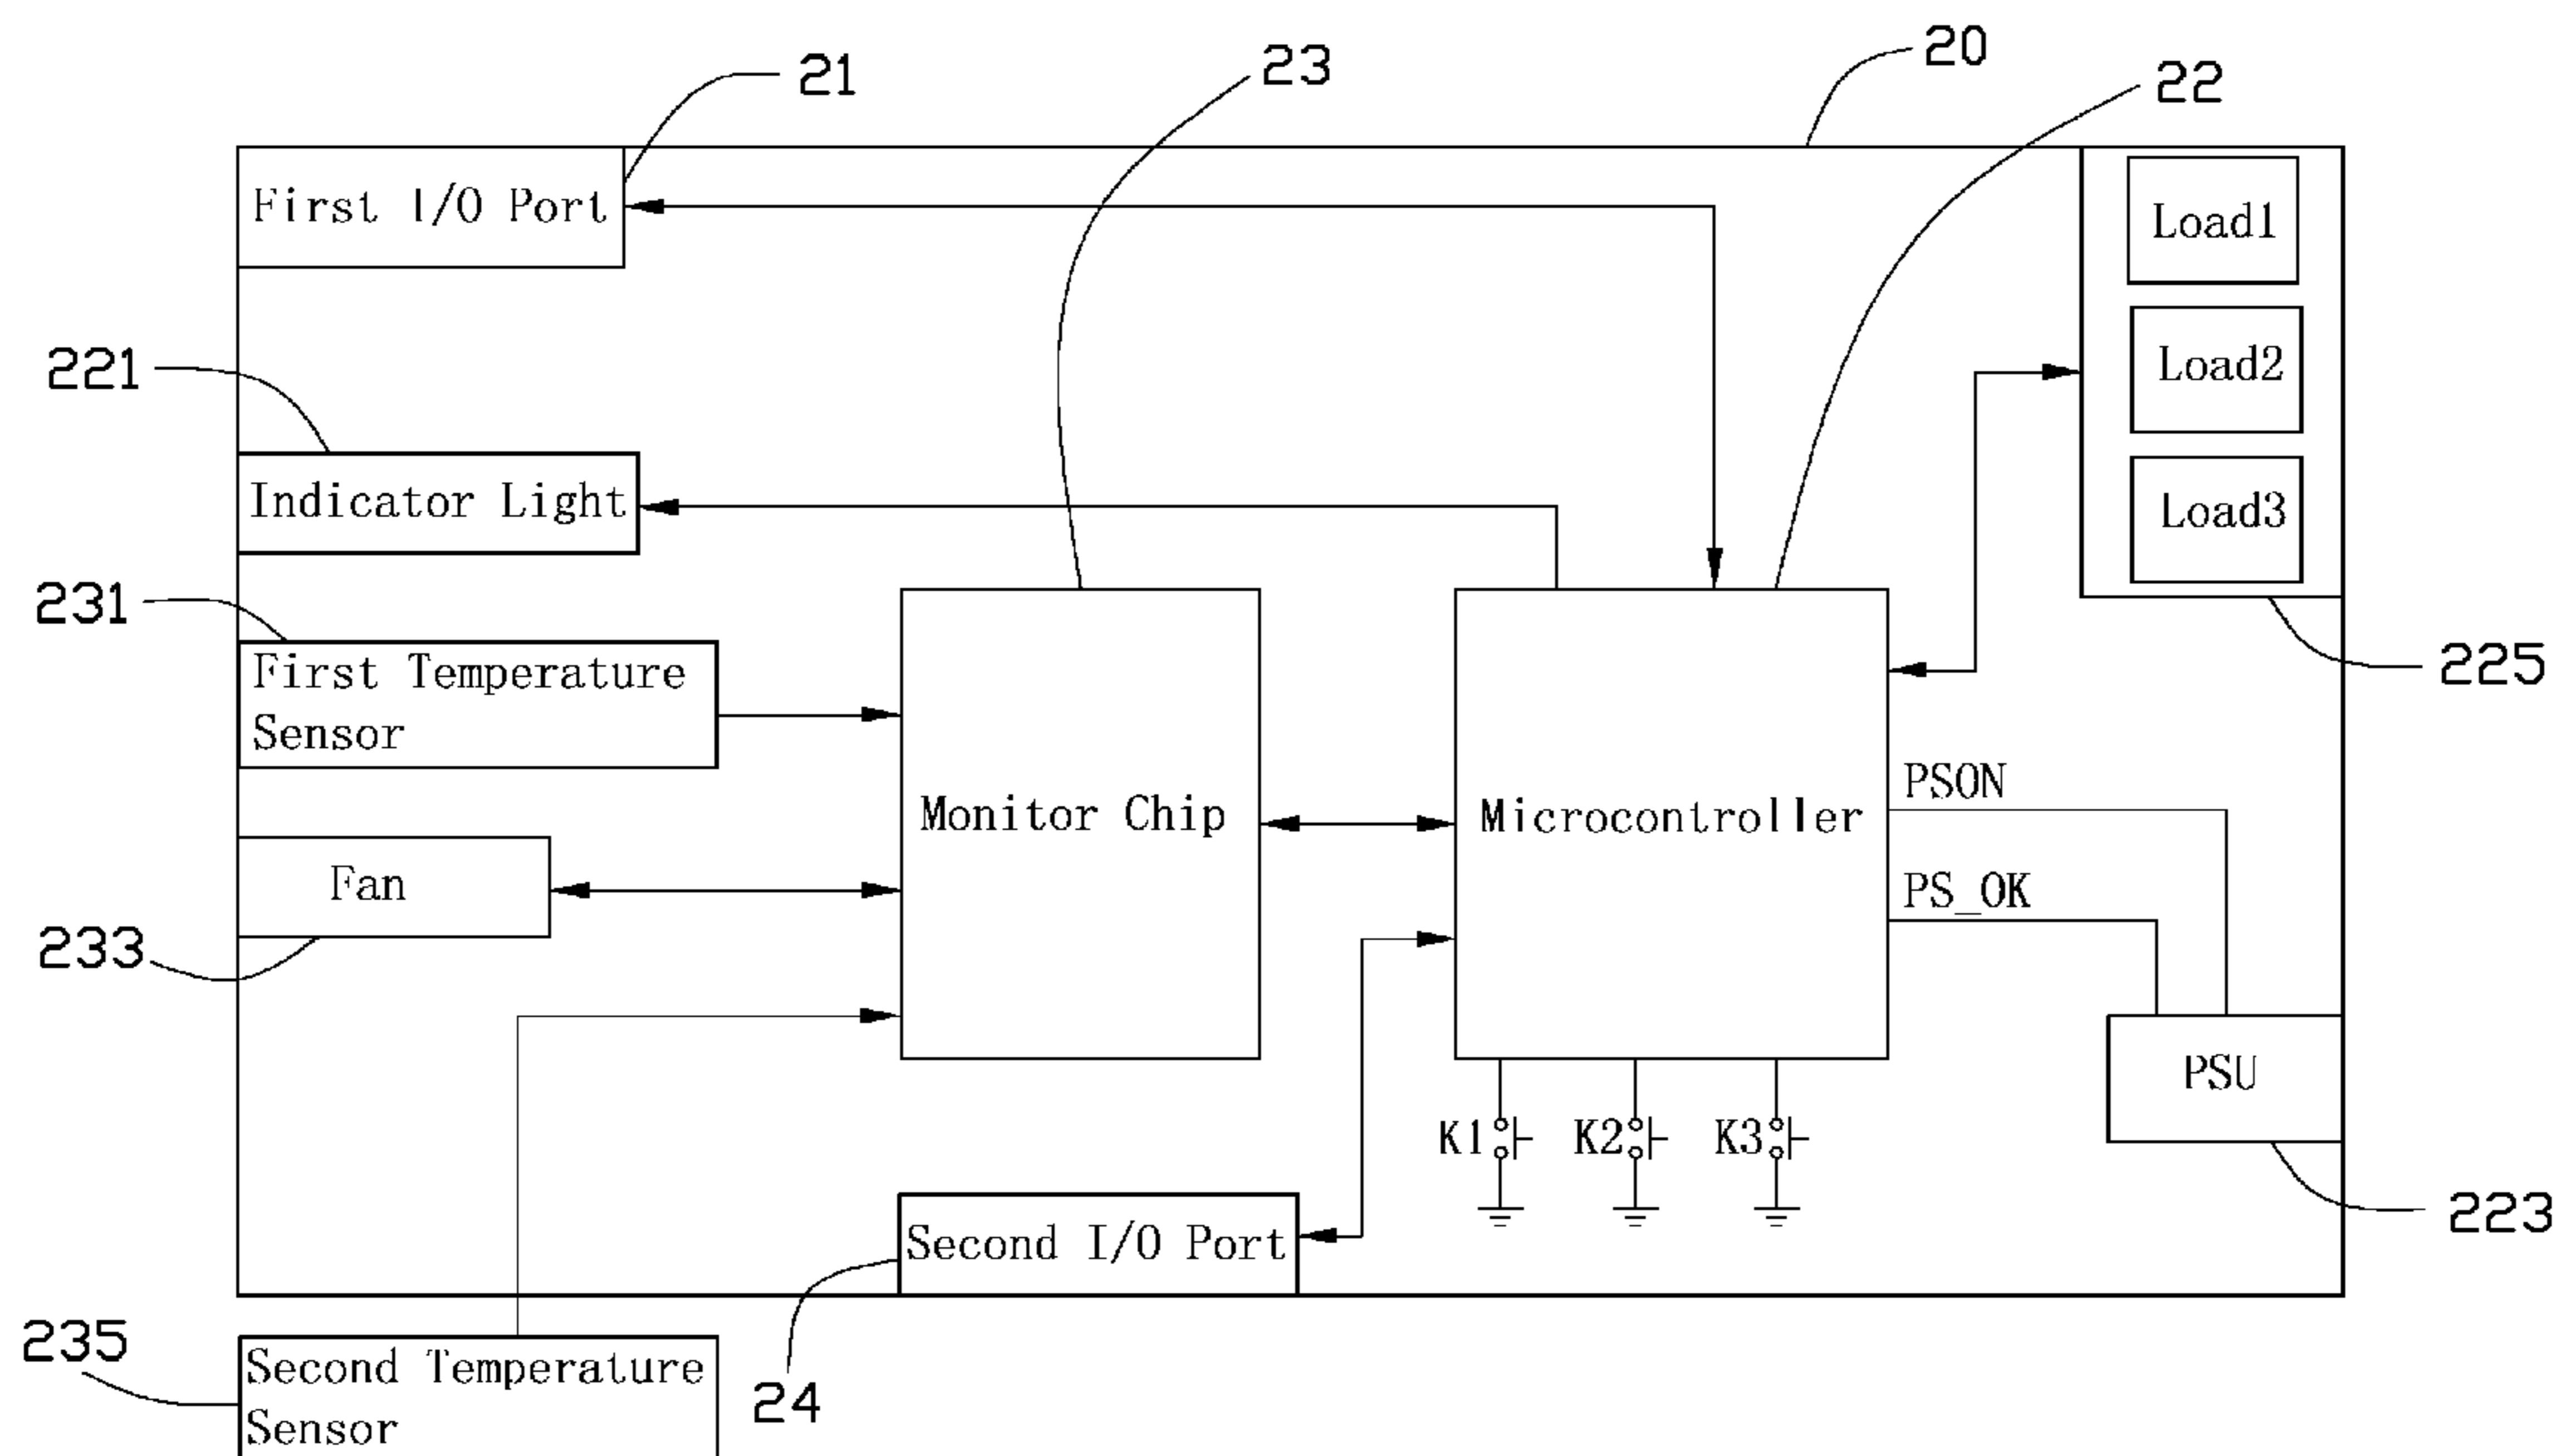 20
21
23
22
First I/O Port
Load1
Load2
Load3
221
Indicator Light
231
First Temperature
Sensor
225
Monitor Chip
Microcontroller
PSON
PS_OK
Fan
233
PSU
K1
K2
K3
223
Second I/O Port
24
235
Second Temperature
Sensor